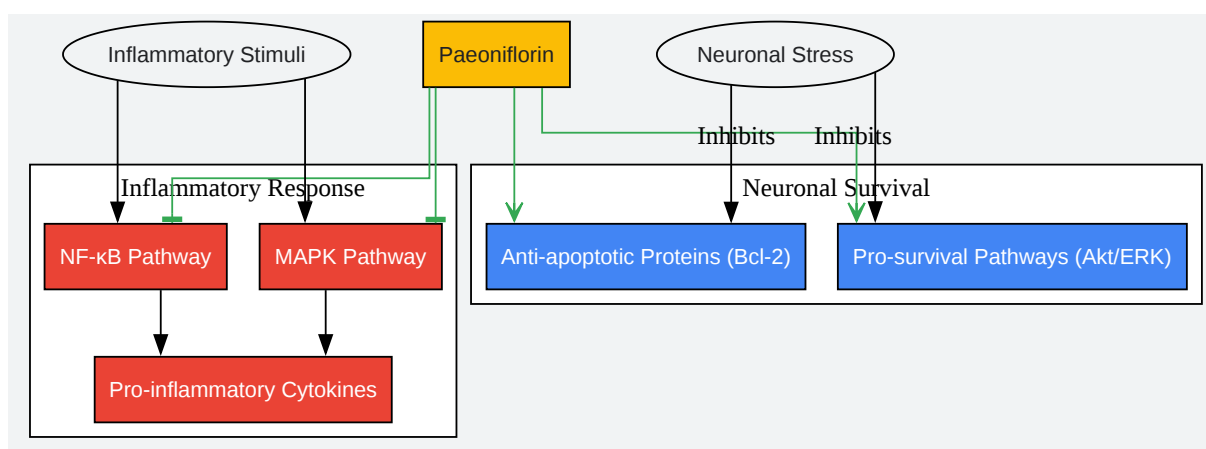 Inflammatory Stimuli
Paeoniflorin
Neuronal Stress
Inhibits
Inhibits
Inflammatory Response
Neuronal Survival
NF-κB Pathway
MAPK Pathway
Anti-apoptotic Proteins (Bcl-2)
Pro-survival Pathways (Akt/ERK)
Pro-inflammatory Cytokines